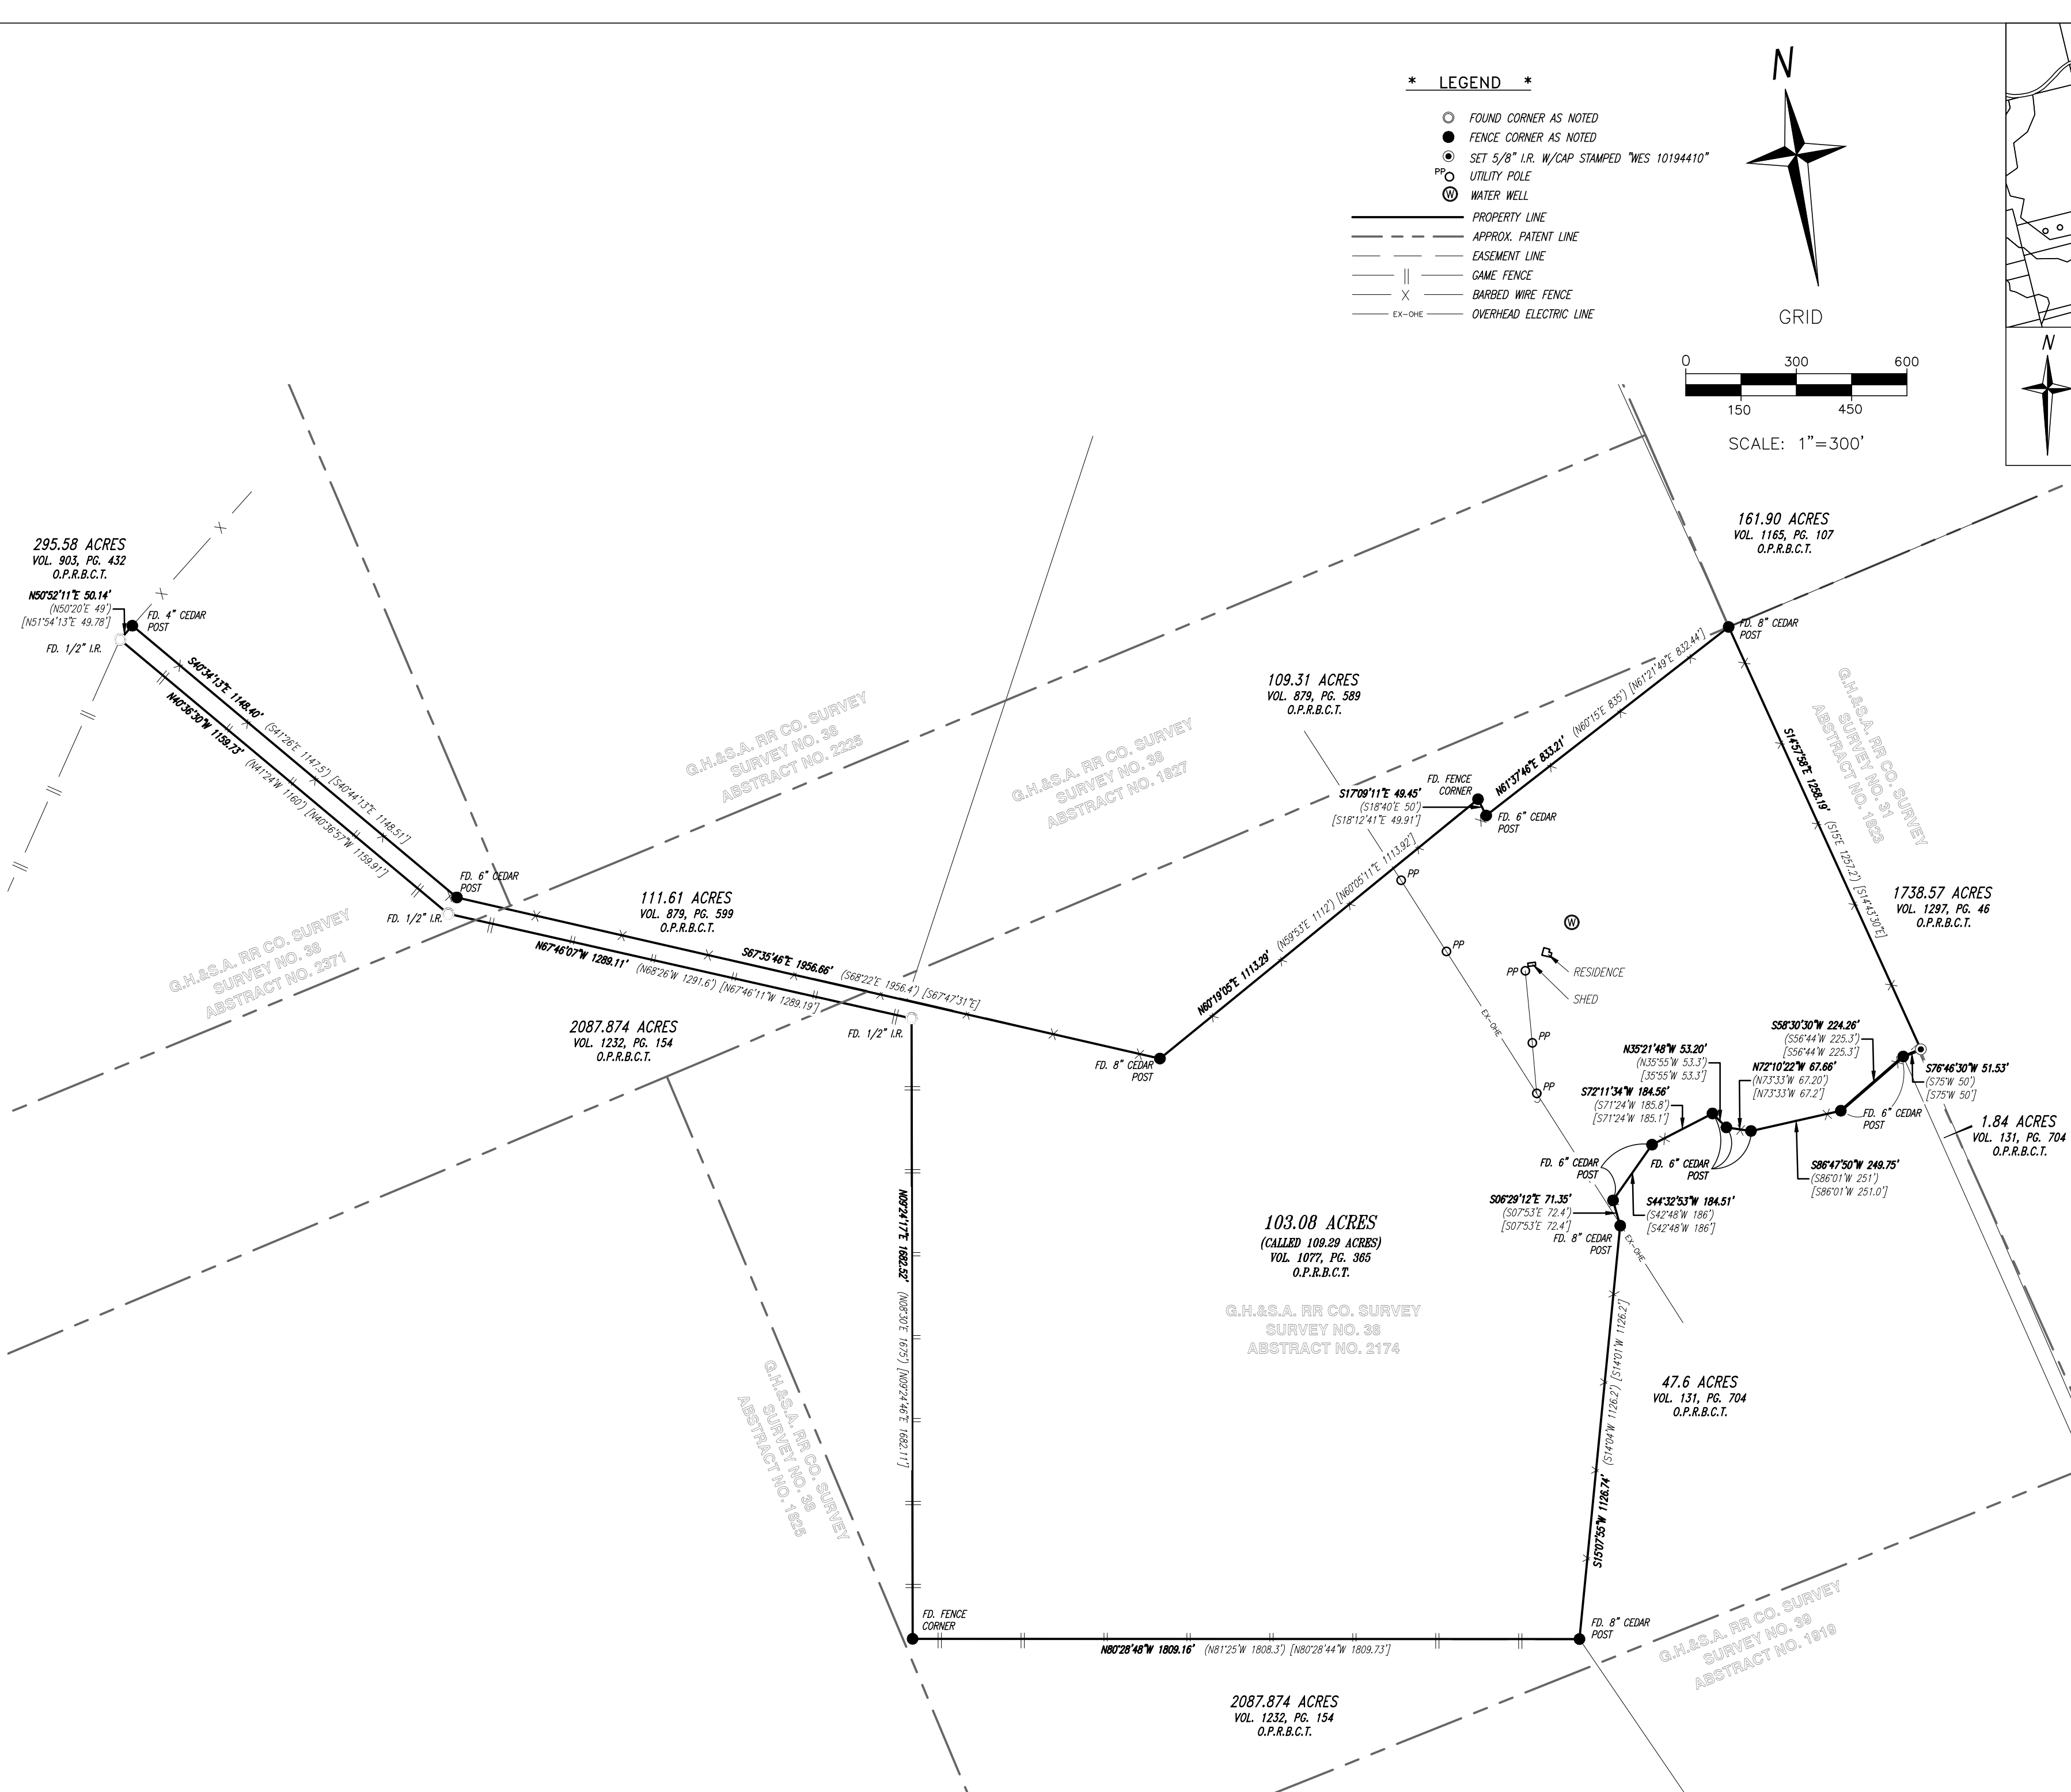 * LEGEND *
FOUND CORNER AS NOTED
FENCE CORNER AS NOTED
SET 5/8" I.R. W/CAP STAMPED "WES 10194410"
PP
UTILITY POLE
W
WATER WELL
PROPERTY LINE
APPROX. PATENT LINE
EASEMENT LINE
GAME FENCE
BARBED WIRE FENCE
EX-OHE
OVERHEAD ELECTRIC LINE
N
GRID
0 300 600
150 450
SCALE: 1"=300'
N
161.90 ACRES
VOL. 1165, PG. 107
O.P.R.B.C.T.
295.58 ACRES
VOL. 903, PG. 432
O.P.R.B.C.T.
N50°52'11"E 50.14'
(N50°20'E 49')
[N51°54'13"E 49.78']
FD. 4" CEDAR
POST
FD. 1/2" I.R.
S40°34'13"E 1148.40' (S41°26'E 1147.5') [S40°44'13"E 1148.51']
N40°36'30"W 1159.73' (N41°24'W 1160') [N40°36'57"W 1159.91']
FD. 8" CEDAR
POST
109.31 ACRES
VOL. 879, PG. 589
O.P.R.B.C.T.
G.H.&S.A. RR CO. SURVEY
SURVEY NO. 38
ABSTRACT NO. 2225
G.H.&S.A. RR CO. SURVEY
SURVEY NO. 38
ABSTRACT NO. 1827
G.H.&S.A. RR CO. SURVEY
SURVEY NO. 31
ABSTRACT NO. 1823
N61°37'46"E 833.21' (N60°15'E 835') [N61°21'49"E 832.44']
FD. FENCE
CORNER
S17°09'11"E 49.45'
(S18°40'E 50')
[S18°12'41"E 49.91']
FD. 6" CEDAR
POST
S14°57'58"E 1258.19' (S15°E 1257.2') [S14°43'30"E]
FD. 6" CEDAR
POST
FD. 1/2" I.R.
111.61 ACRES
VOL. 879, PG. 599
O.P.R.B.C.T.
1738.57 ACRES
VOL. 1297, PG. 46
O.P.R.B.C.T.
G.H.&S.A. RR CO. SURVEY
SURVEY NO. 38
ABSTRACT NO. 2371
N67°46'07"W 1289.11' (N68°26'W 1291.6') [N67°46'11"W 1289.19']
S67°35'46"E 1956.66' (S68°22'E 1956.4') [S67°47'31"E]
N60°19'05"E 1113.29' (N59°53'E 1112') [N60°05'11"E 1113.92']
PP
W
PP
PP
RESIDENCE
SHED
EX-OHE
PP
PP
2087.874 ACRES
VOL. 1232, PG. 154
O.P.R.B.C.T.
FD. 1/2" I.R.
FD. 8" CEDAR
POST
S58°30'30"W 224.26'
(S56°44'W 225.3')
[S56°44'W 225.3']
N35°21'48"W 53.20'
(N35°55'W 53.3')
[35°55'W 53.3']
N72°10'22"W 67.66'
(N73°33'W 67.20')
[N73°33'W 67.2']
S76°46'30"W 51.53'
(S75°W 50')
[S75°W 50']
S72°11'34"W 184.56'
(S71°24'W 185.8')
[S71°24'W 185.1']
FD. 6" CEDAR
POST
1.84 ACRES
VOL. 131, PG. 704
O.P.R.B.C.T.
FD. 6" CEDAR
POST
FD. 6" CEDAR
POST
S86°47'50"W 249.75'
(S86°01'W 251')
[S86°01'W 251.0']
S06°29'12"E 71.35'
(S07°53'E 72.4')
[S07°53'E 72.4']
S44°32'53"W 184.51'
(S42°48'W 186')
[S42°48'W 186']
FD. 8" CEDAR
POST
EX-OHE
N09°24'17"E 1682.52' (N08°30'E 1675') [N09°24'46"E 1682.11']
103.08 ACRES
(CALLED 109.29 ACRES)
VOL. 1077, PG. 365
O.P.R.B.C.T.
G.H.&S.A. RR CO. SURVEY
SURVEY NO. 38
ABSTRACT NO. 2174
S15°07'55"W 1126.74' (S14°04'W 1126.2') [S14°01'W 1126.2']
47.6 ACRES
VOL. 131, PG. 704
O.P.R.B.C.T.
G.H.&S.A. RR CO. SURVEY
SURVEY NO. 38
ABSTRACT NO. 1825
FD. FENCE
CORNER
N80°28'48"W 1809.16' (N81°25'W 1808.3') [N80°28'44"W 1809.73']
FD. 8" CEDAR
POST
G.H.&S.A. RR CO. SURVEY
SURVEY NO. 39
ABSTRACT NO. 1919
2087.874 ACRES
VOL. 1232, PG. 154
O.P.R.B.C.T.